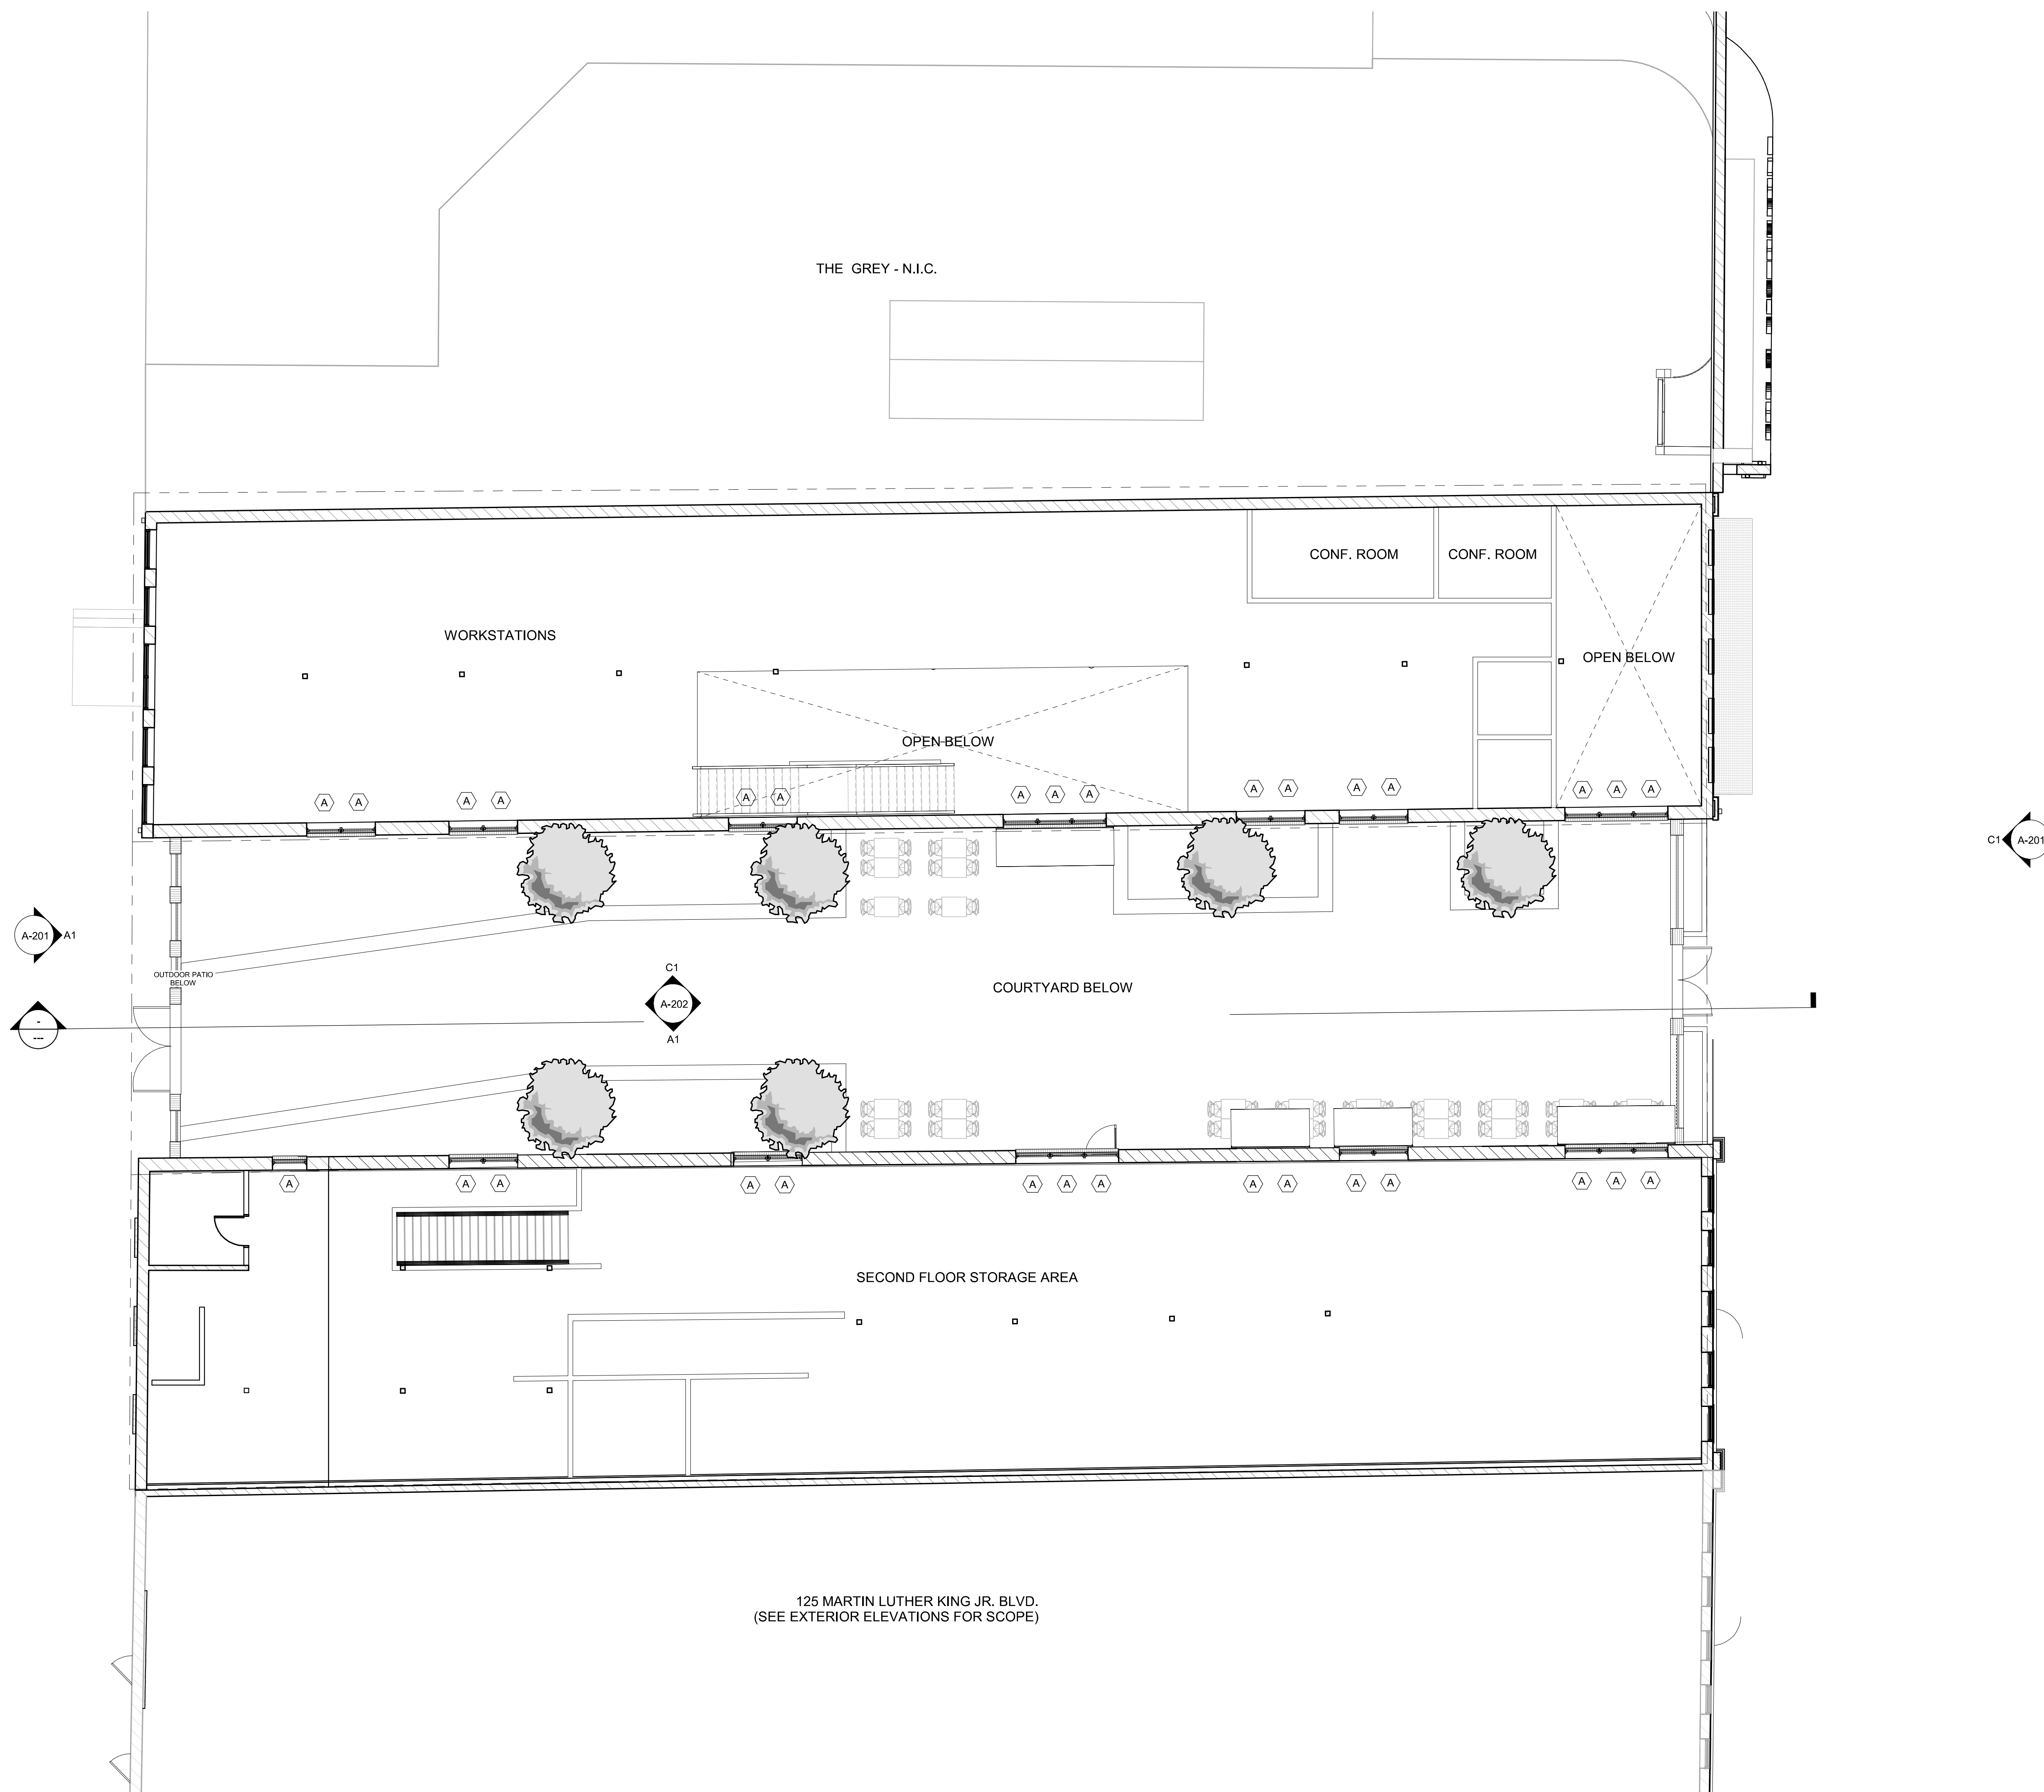 THE GREY - N.I.C.
CONF. ROOM
CONF. ROOM
WORKSTATIONS
OPEN BELOW
OPEN BELOW
A A A A A A A A A A A A A A A A
C1 A-201
A-201 A1
OUTDOOR PATIO
BELOW
C1
A-202
A1
COURTYARD BELOW
-
---
A A A A A A A A A A A A A A A
SECOND FLOOR STORAGE AREA
125 MARTIN LUTHER KING JR. BLVD.
(SEE EXTERIOR ELEVATIONS FOR SCOPE)